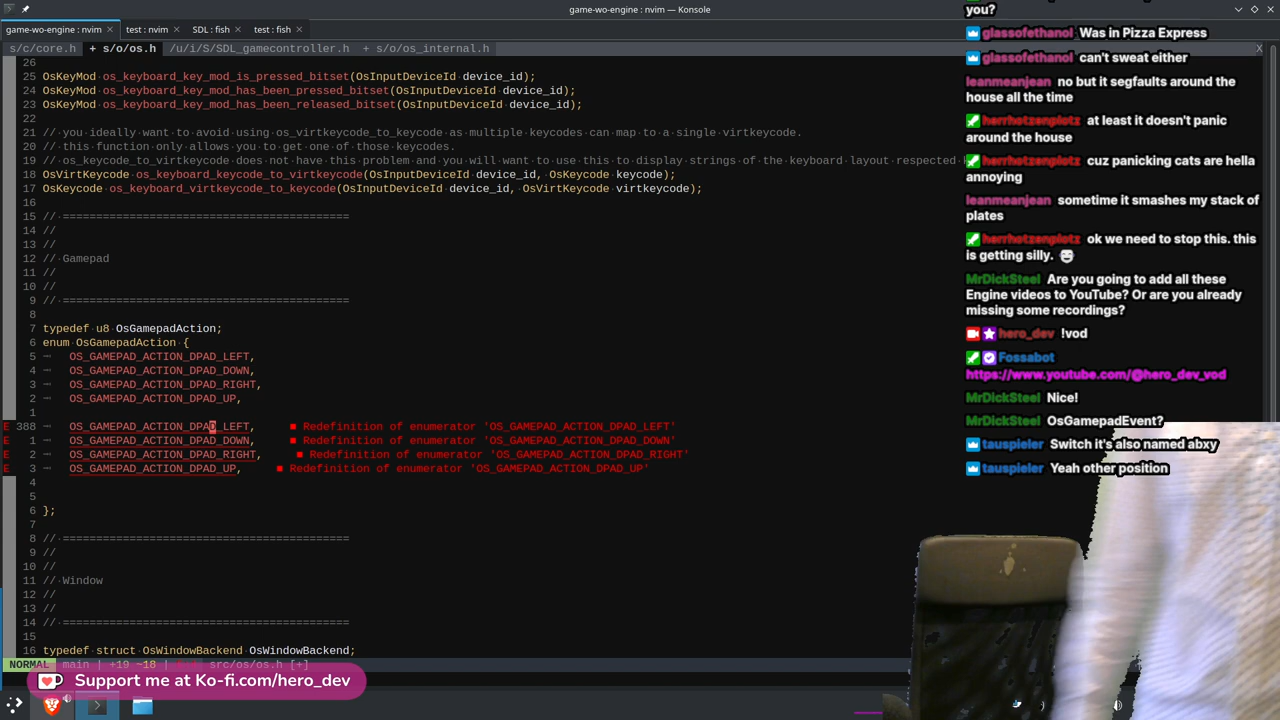 game-wo-engine : nvim — Konsole
game-wo-engine : nvim
test : nvim
SDL : fish
test : fish
s/c/core.h
+ s/o/os.h
/u/i/S/SDL_gamecontroller.h
+ s/o/os_internal.h
X
26
25 OsKeyMod os_keyboard_key_mod_is_pressed_bitset(OsInputDeviceId device_id);
24 OsKeyMod os_keyboard_key_mod_has_been_pressed_bitset(OsInputDeviceId device_id);
23 OsKeyMod os_keyboard_key_mod_has_been_released_bitset(OsInputDeviceId device_id);
22
21 // you ideally want to avoid using os_virtkeycode_to_keycode as multiple keycodes can map to a single virtkeycode.
20 // this function only allows you to get one of those keycodes.
19 // os_keycode_to_virtkeycode does not have this problem and you will want to use this to display strings of the keyboard layout respected
18 OsVirtKeycode os_keyboard_keycode_to_virtkeycode(OsInputDeviceId device_id, OsKeycode keycode);
17 OsKeycode os_keyboard_virtkeycode_to_keycode(OsInputDeviceId device_id, OsVirtKeycode virtkeycode);
16
15 // ===========================================
14 //
13 //
12 // Gamepad
11 //
10 //
9 // ===========================================
8
7 typedef u8 OsGamepadAction;
6 enum OsGamepadAction {
5 OS_GAMEPAD_ACTION_DPAD_LEFT,
4 OS_GAMEPAD_ACTION_DPAD_DOWN,
3 OS_GAMEPAD_ACTION_DPAD_RIGHT,
2 OS_GAMEPAD_ACTION_DPAD_UP,
1
E 388 OS_GAMEPAD_ACTION_DPAD_LEFT, ■ Redefinition of enumerator 'OS_GAMEPAD_ACTION_DPAD_LEFT'
E 1 OS_GAMEPAD_ACTION_DPAD_DOWN, ■ Redefinition of enumerator 'OS_GAMEPAD_ACTION_DPAD_DOWN'
E 2 OS_GAMEPAD_ACTION_DPAD_RIGHT, ■ Redefinition of enumerator 'OS_GAMEPAD_ACTION_DPAD_RIGHT'
E 3 OS_GAMEPAD_ACTION_DPAD_UP, ■ Redefinition of enumerator 'OS_GAMEPAD_ACTION_DPAD_UP'
4
5
6 };
7
8 // ===========================================
9 //
10 //
11 // Window
12 //
13 //
14 // ===========================================
15
16 typedef struct OsWindowBackend OsWindowBackend;
NORMAL main | +19 ~18 | src/os/os.h [+]
Support me at Ko-fi.com/hero_dev
you?
glassofethanol Was in Pizza Express
glassofethanol can't sweat either
leanmeanjean no but it segfaults around the
house all the time
herrhotzenplotz at least it doesn't panic
around the house
herrhotzenplotz cuz panicking cats are hella
annoying
leanmeanjean sometime it smashes my stack of
plates
herrhotzenplotz ok we need to stop this. this
is getting silly.
MrDickSteel Are you going to add all these
Engine videos to YouTube? Or are you already
missing some recordings?
hero_dev !vod
Fossabot
https://www.youtube.com/@hero_dev_vod
MrDickSteel Nice!
MrDickSteel OsGamepadEvent?
tauspieler Switch it's also named abxy
tauspieler Yeah other position